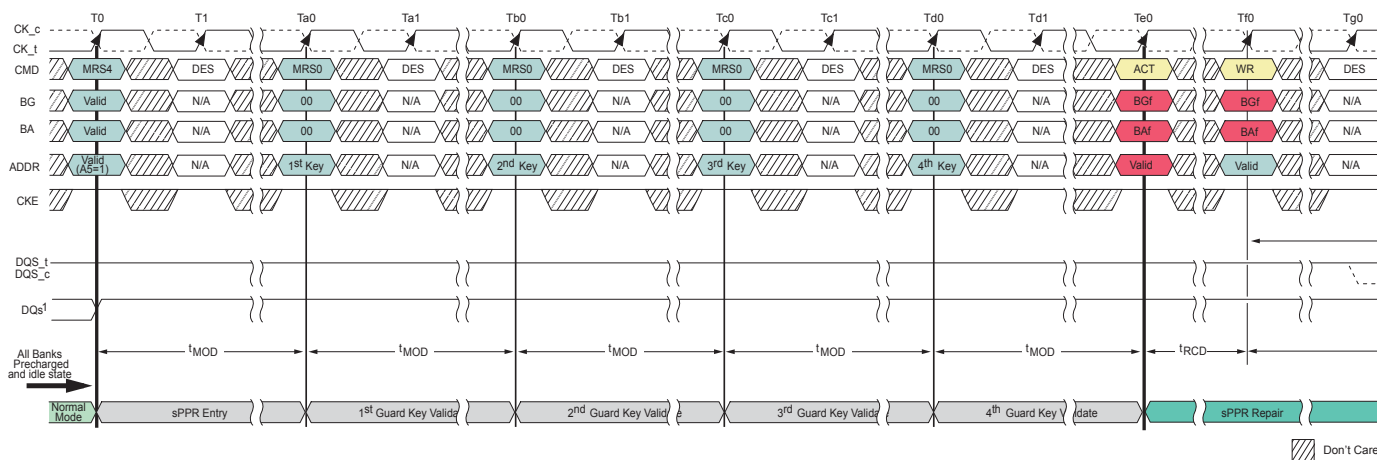 T0 T1 Ta0 Ta1 Tb0 Tb1 Tc0 Tc1 Td0 Td1 Te0 Tf0 Tg0
CK_c
CK_t
CMD MRS4 DES MRS0 DES MRS0 DES MRS0 DES MRS0 DES ACT WR DES
BG Valid N/A 00 N/A 00 N/A 00 N/A 00 N/A BGf BGf N/A
BA Valid N/A 00 N/A 00 N/A 00 N/A 00 N/A BAf BAf N/A
ADDR Valid (A5=1) N/A 1st Key N/A 2nd Key N/A 3rd Key N/A 4th Key N/A Valid Valid N/A
CKE
DQS_t
DQS_c
DQs1
tMOD tMOD tMOD tMOD tMOD tRCD
All Banks
Precharged
and idle state
Normal Mode sPPR Entry 1st Guard Key Valida 2nd Guard Key Valid e 3rd Guard Key Valida e 4th Guard Key V date sPPR Repair
Don't Care